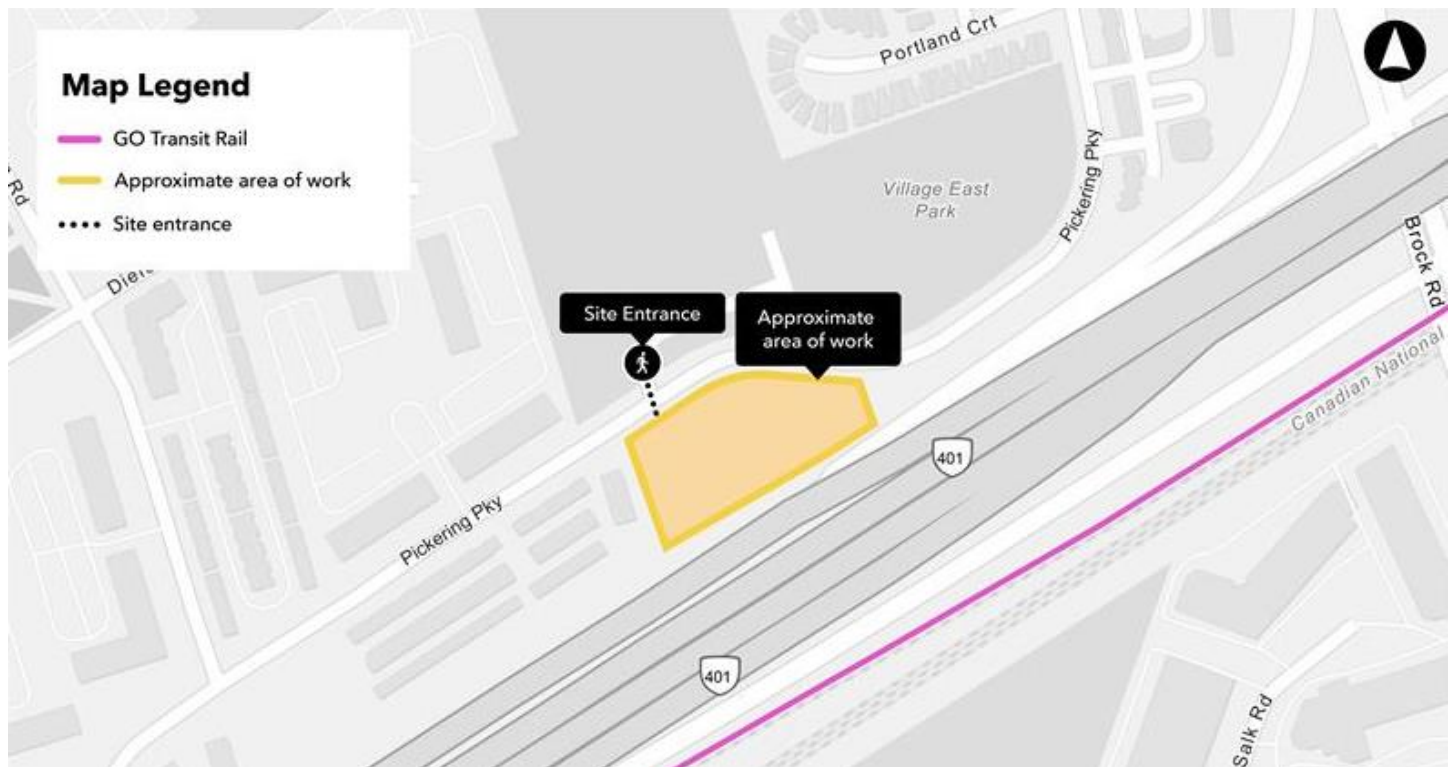 Map Legend
GO Transit Rail
Approximate area of work
Site entrance
Rd
Portland Crt
Village East
Park
Pickering Pky
Brock Rd
Site Entrance
Approximate
area of work
Canadian National
401
Pickering Pky
401
Salk Rd